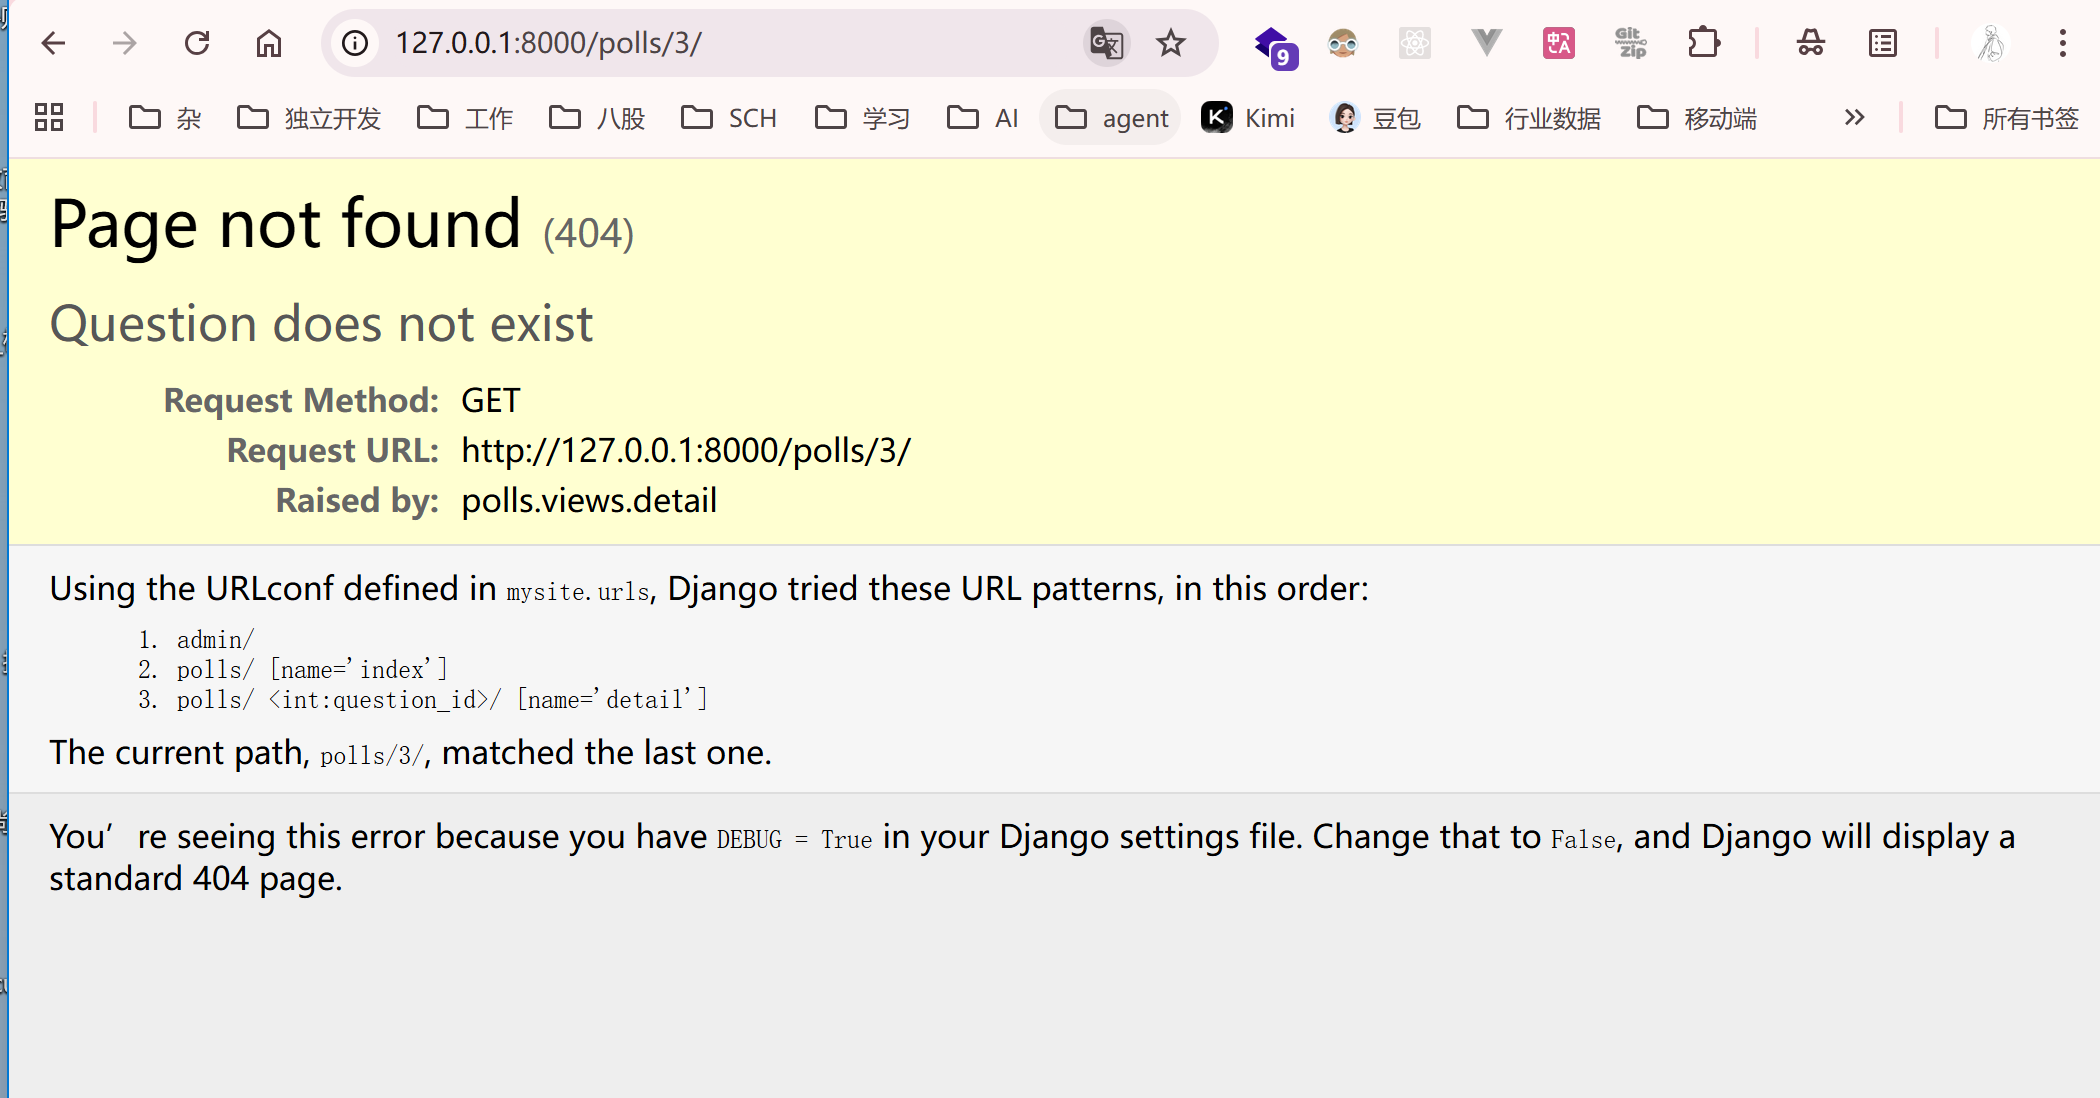 127.0.0.1:8000/polls/3/
9
Git
zip
杂 独立开发 工作 八股 SCH 学习 AI agent Kimi 豆包 行业数据 移动端 » 所有书签
Page not found (404)
Question does not exist
Request Method: GET
Request URL: http://127.0.0.1:8000/polls/3/
Raised by: polls.views.detail
Using the URLconf defined in mysite.urls, Django tried these URL patterns, in this order:
1. admin/
2. polls/ [name='index']
3. polls/ <int:question_id>/ [name='detail']
The current path, polls/3/, matched the last one.
You’re seeing this error because you have DEBUG = True in your Django settings file. Change that to False, and Django will display a
standard 404 page.